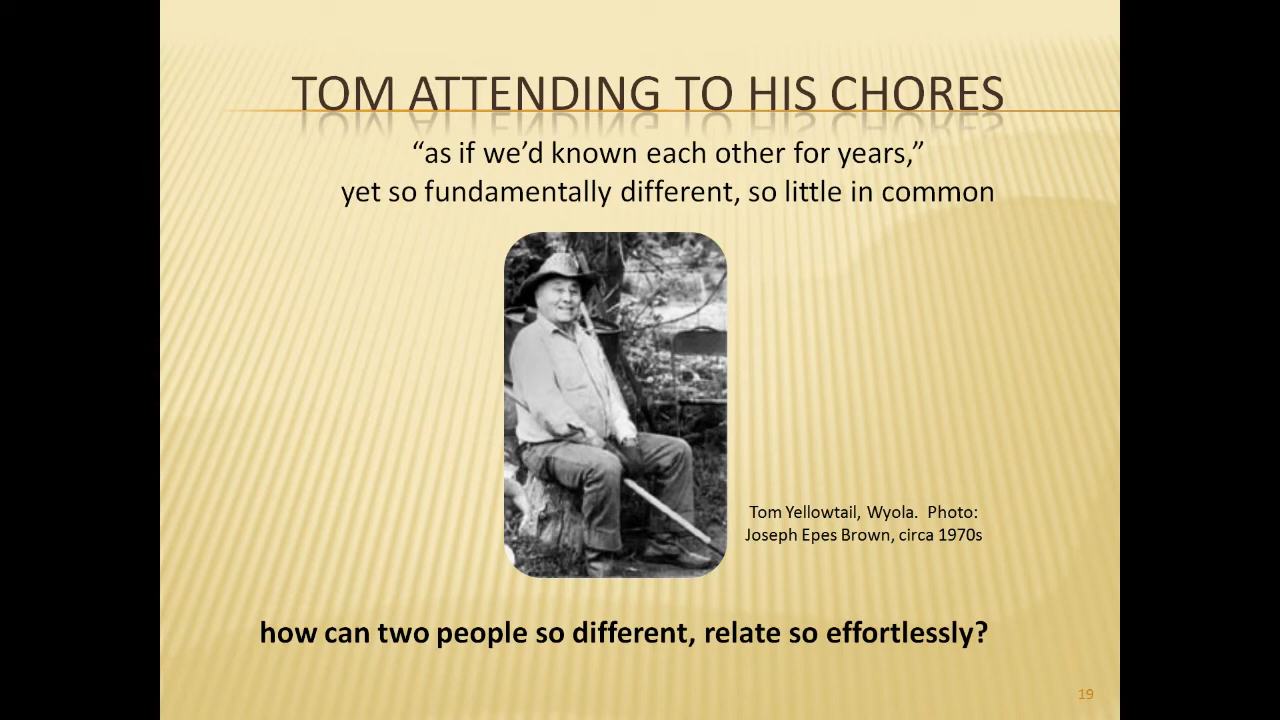 TOM ATTENDING TO HIS CHORES
“as if we’d known each other for years,”
yet so fundamentally different, so little in common
Tom Yellowtail, Wyola.  Photo:
Joseph Epes Brown, circa 1970s
how can two people so different, relate so effortlessly?
19